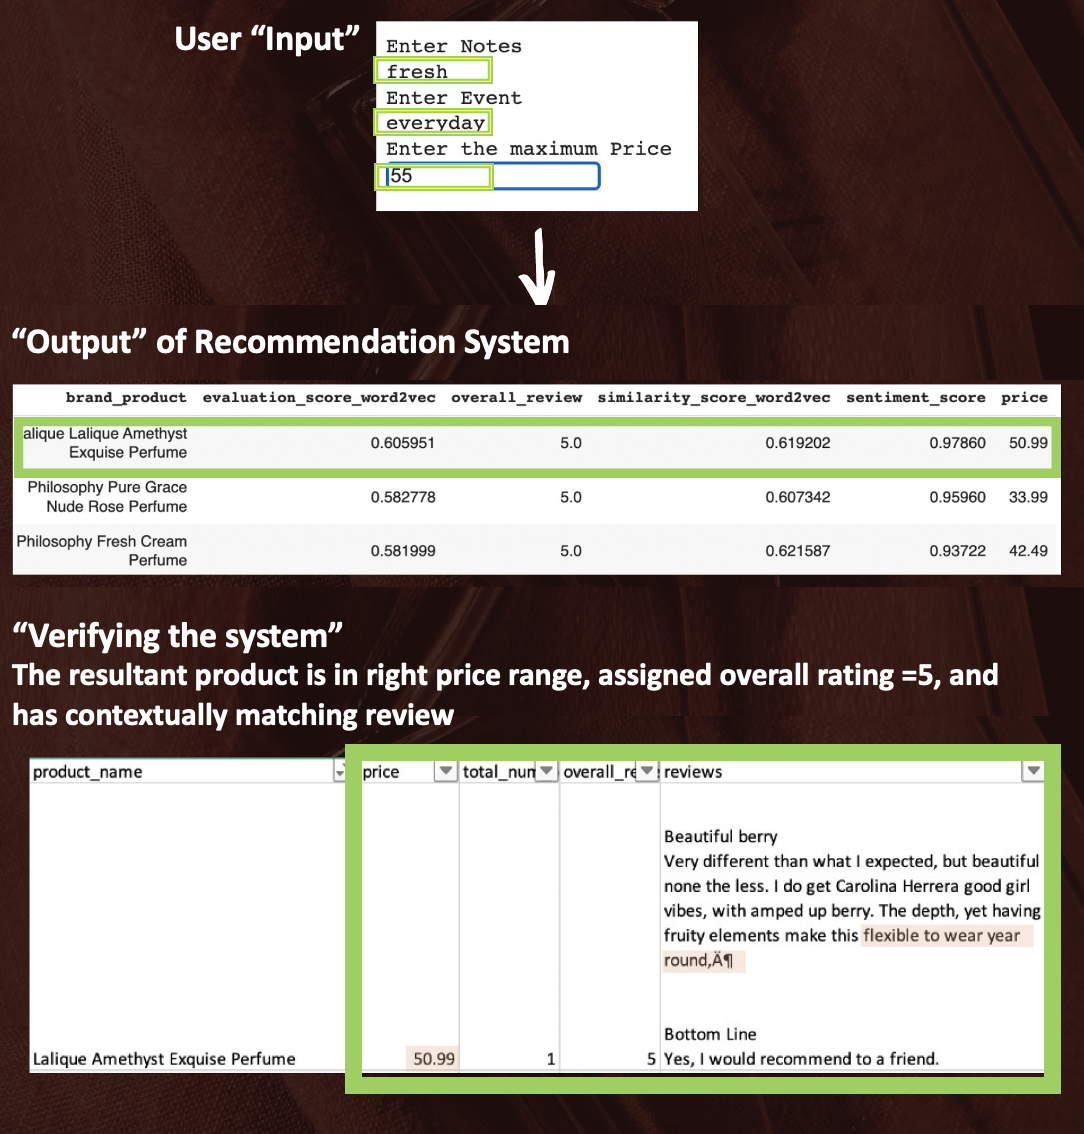 User “Input”
Enter Notes
fresh
Enter Event
everyday
Enter the maximum Price
55
“Output” of Recommendation System
brand_product evaluation_score_word2vec overall_review similarity_score_word2vec sentiment_score price
alique Lalique Amethyst
Exquise Perfume 0.605951 5.0 0.619202 0.97860 50.99
Philosophy Pure Grace
Nude Rose Perfume 0.582778 5.0 0.607342 0.95960 33.99
Philosophy Fresh Cream
Perfume 0.581999 5.0 0.621587 0.93722 42.49
“Verifying the system”
The resultant product is in right price range, assigned overall rating =5, and
has contextually matching review
product_name price total_num overall_re reviews
Beautiful berry
Very different than what I expected, but beautiful
none the less. I do get Carolina Herrera good girl
vibes, with amped up berry. The depth, yet having
fruity elements make this flexible to wear year
round‚Ä¶
Bottom Line
Lalique Amethyst Exquise Perfume 50.99 1 5 Yes, I would recommend to a friend.